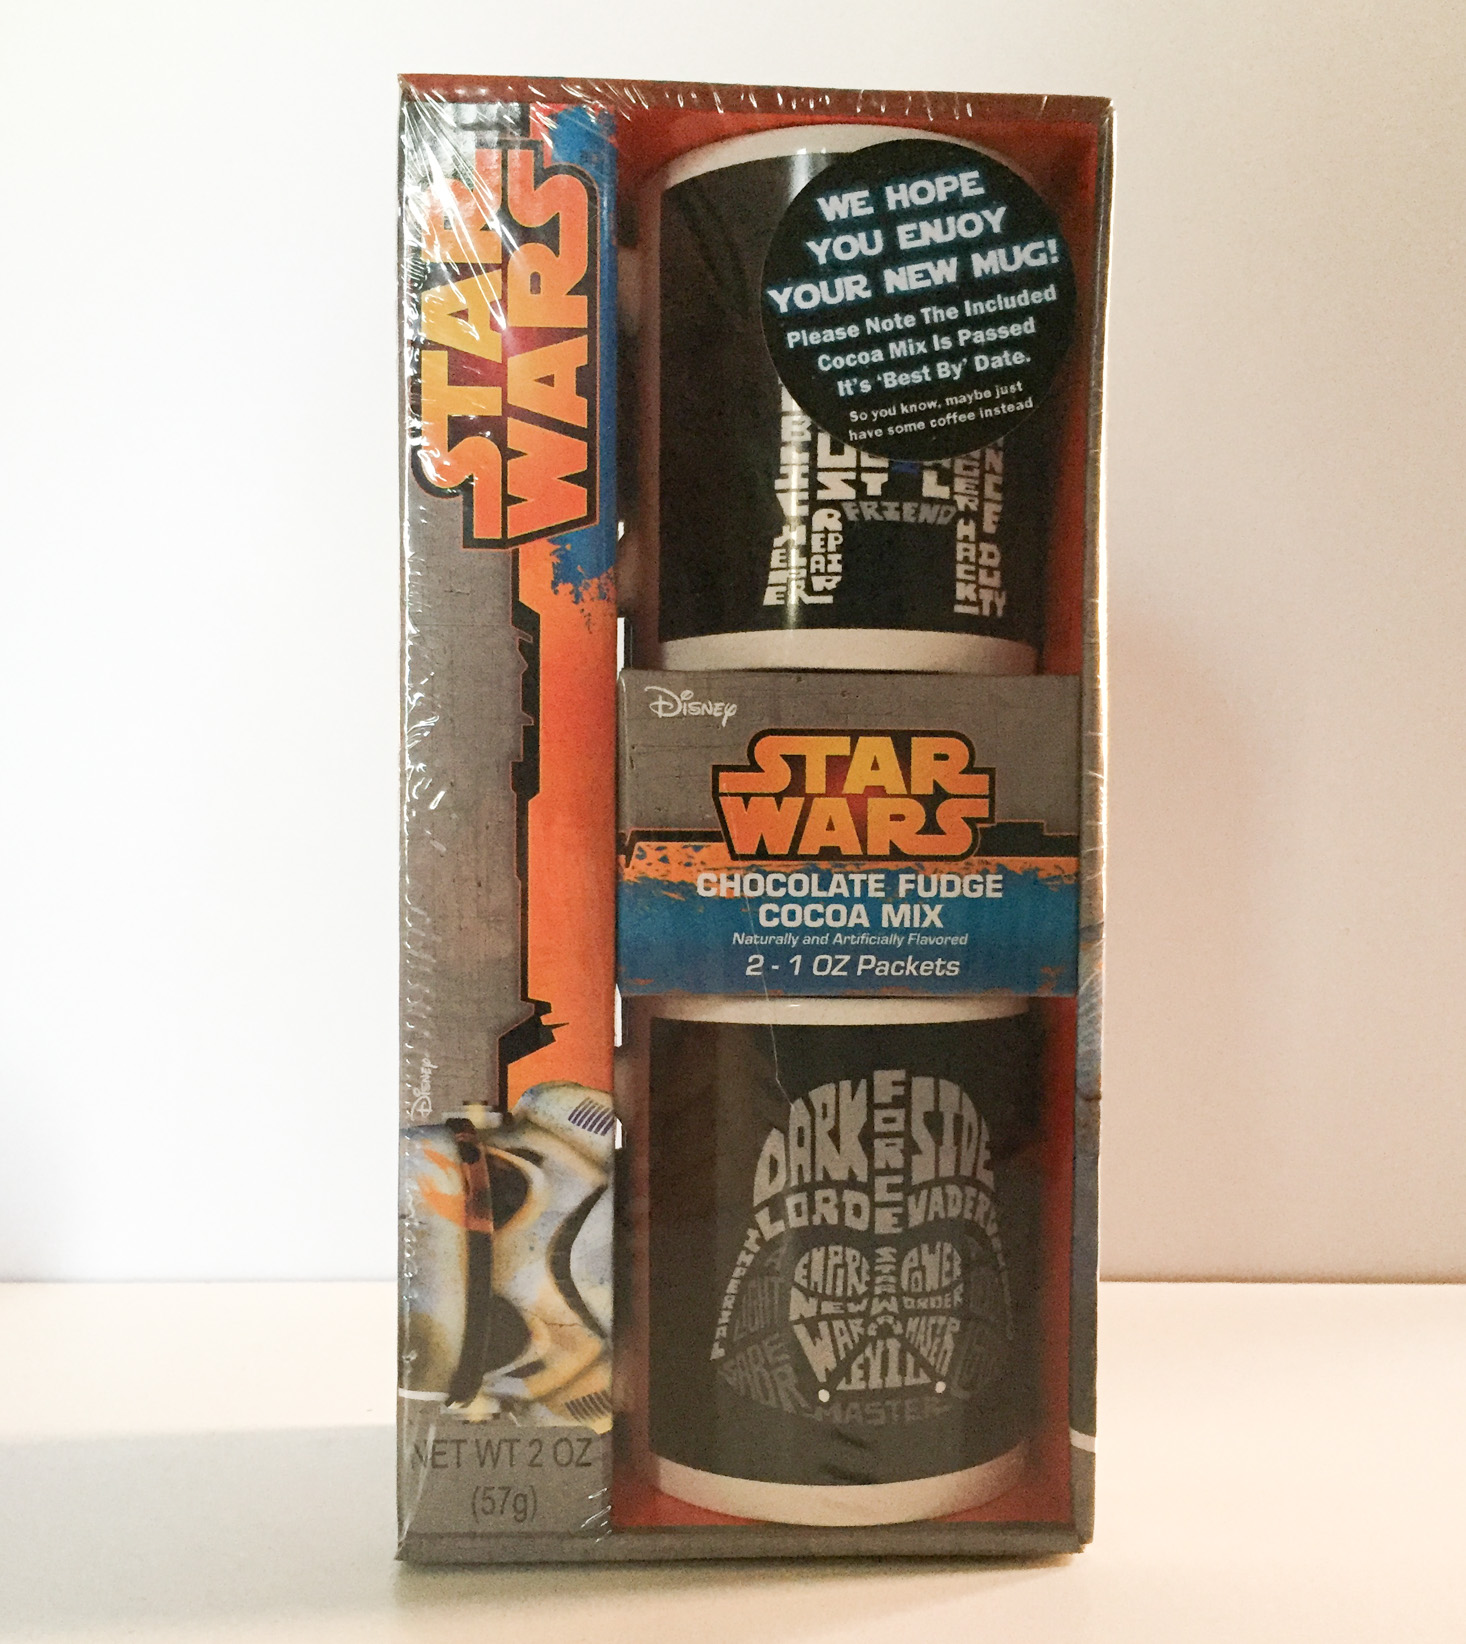 STAR
WARS
Disney
NET WT 2 OZ
(57g)
WE HOPE
YOU ENJOY
YOUR NEW MUG!
Please Note The Included
Cocoa Mix Is Passed
It's 'Best By' Date.
So you know, maybe just
have some coffee instead
FRIEND
REPAIR
HACK
DUTY
Disney
STAR
WARS
CHOCOLATE FUDGE
COCOA MIX
Naturally and Artificially Flavored
2 - 1 OZ Packets
DARK FORCE SIDE
LORD VADER
EMPIRE POWER
NEW ORDER
WAR
EVIL
MASTER